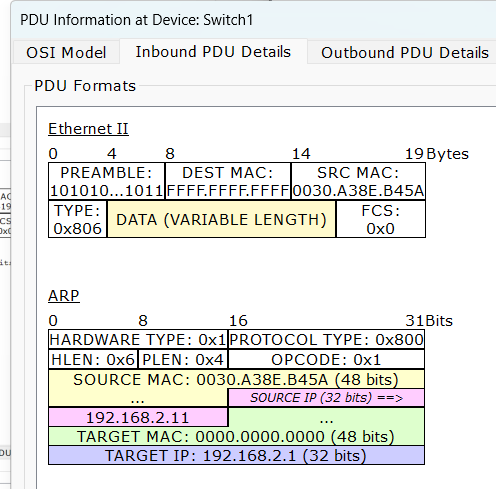 PDU Information at Device: Switch1
OSI Model Inbound PDU Details Outbound PDU Details
PDU Formats
Ethernet II
0 4 8 14 19 Bytes
PREAMBLE: DEST MAC: SRC MAC:
101010...1011 FFFF.FFFF.FFFF 0030.A38E.B45A
TYPE: DATA (VARIABLE LENGTH) FCS:
0x806 0x0
ARP
0 8 16 31 Bits
HARDWARE TYPE: 0x1 PROTOCOL TYPE: 0x800
HLEN: 0x6 PLEN: 0x4 OPCODE: 0x1
SOURCE MAC: 0030.A38E.B45A (48 bits)
... SOURCE IP (32 bits) ==>
192.168.2.11 ...
TARGET MAC: 0000.0000.0000 (48 bits)
TARGET IP: 192.168.2.1 (32 bits)